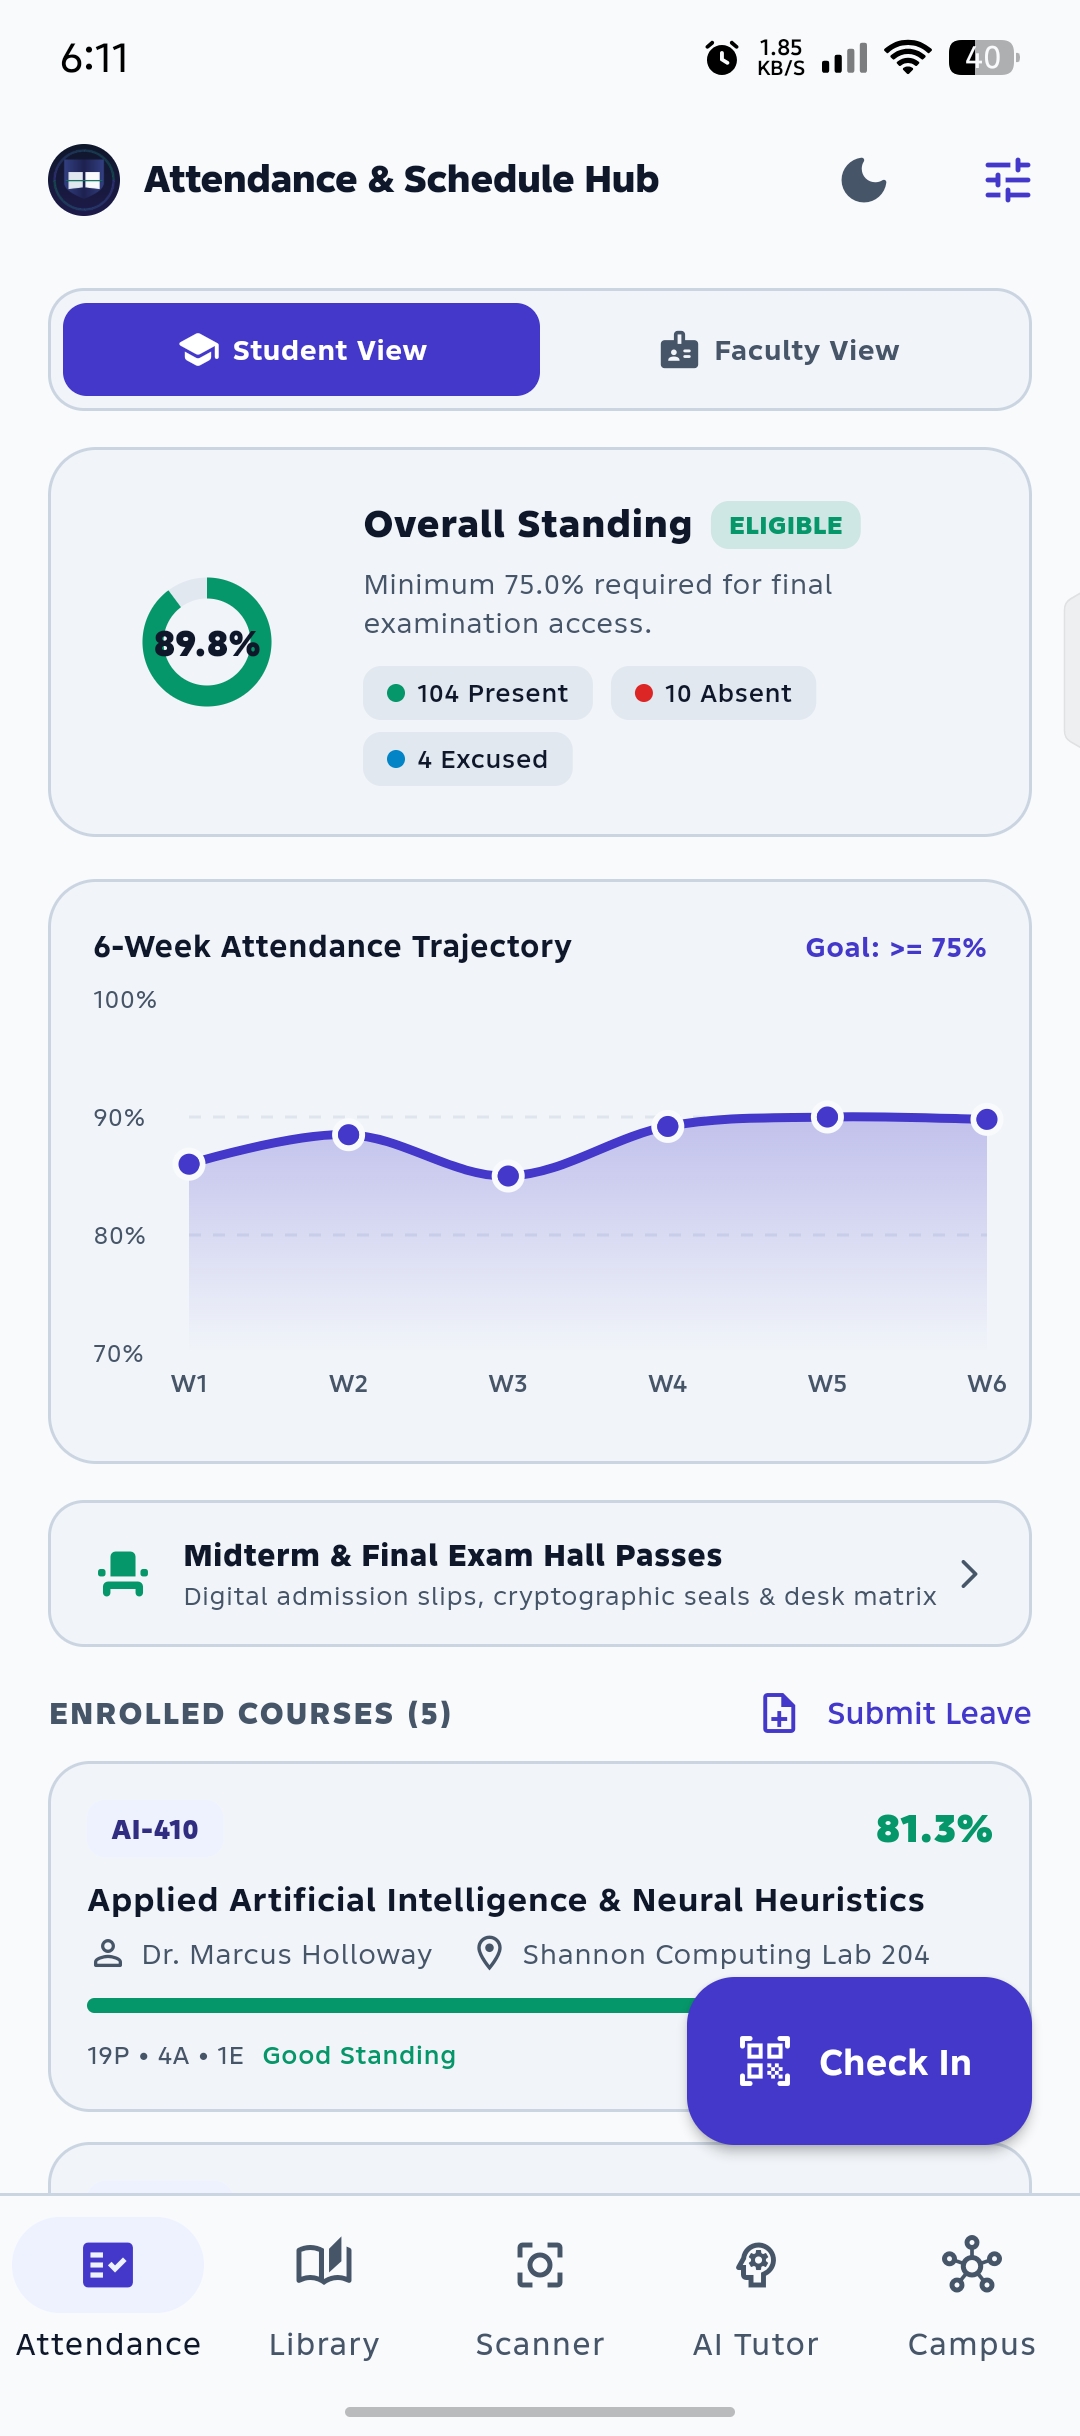 6:11
1.85
KB/S
40
Attendance & Schedule Hub
Student View
Faculty View
Overall Standing
ELIGIBLE
Minimum 75.0% required for final
examination access.
89.8%
104 Present
10 Absent
4 Excused
6-Week Attendance Trajectory
Goal: >= 75%
100%
90%
80%
70%
W1 W2 W3 W4 W5 W6
Midterm & Final Exam Hall Passes
Digital admission slips, cryptographic seals & desk matrix
ENROLLED COURSES (5)
Submit Leave
AI-410
81.3%
Applied Artificial Intelligence & Neural Heuristics
Dr. Marcus Holloway
Shannon Computing Lab 204
19P • 4A • 1E Good Standing
Check In
Attendance
Library
Scanner
AI Tutor
Campus